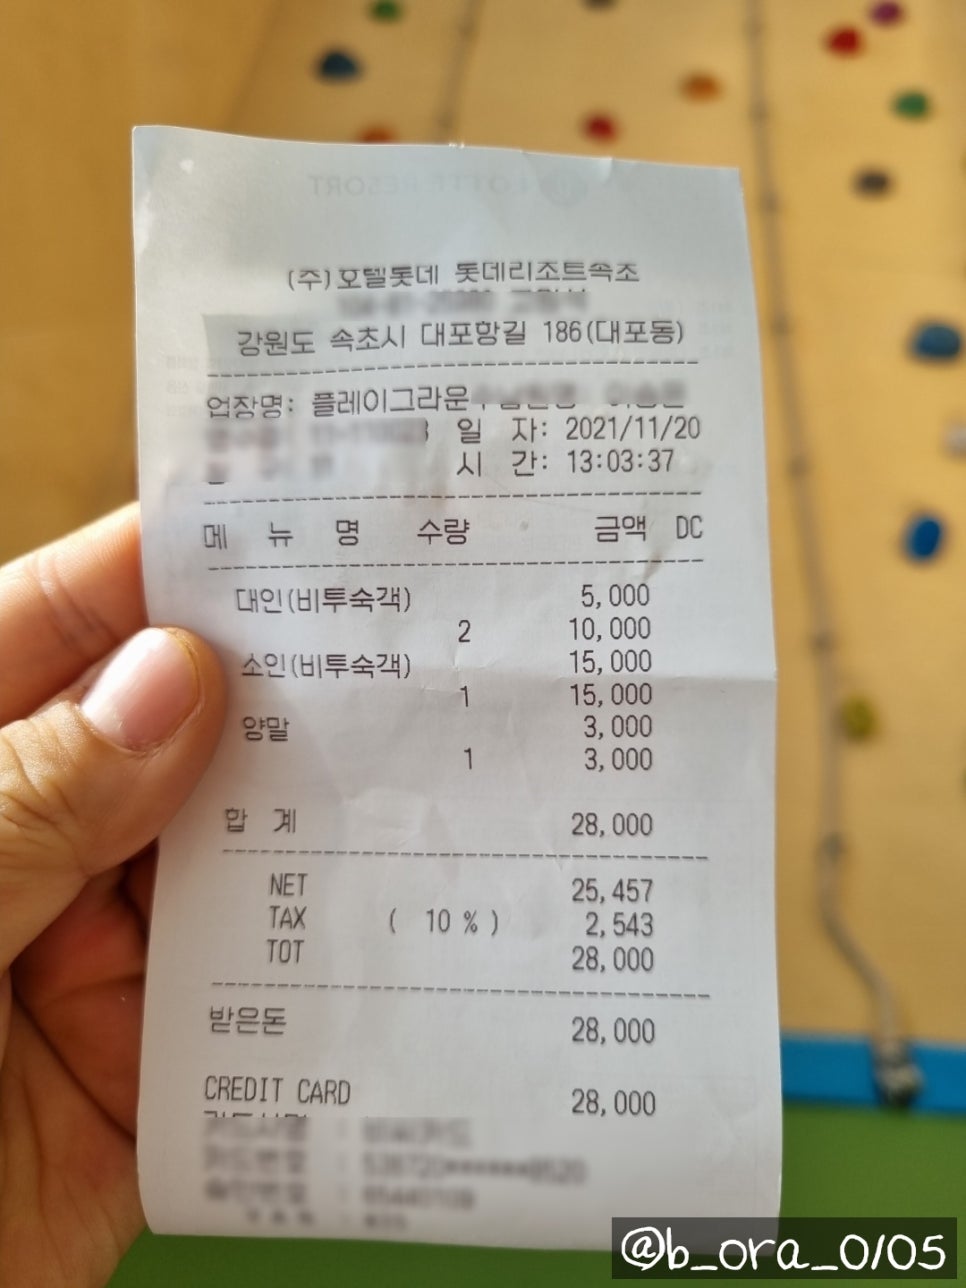 LOTTE RESORT
(주)호텔롯데 롯데리조트속초
강원도 속초시 대포항길 186(대포동)
업장명: 플레이그라운
일 자: 2021/11/20
시 간: 13:03:37
메 뉴 명 수량 금액 DC
대인(비투숙객) 5,000
2 10,000
소인(비투숙객) 15,000
1 15,000
양말 3,000
1 3,000
합 계 28,000
NET 25,457
TAX ( 10 % ) 2,543
TOT 28,000
받은돈 28,000
CREDIT CARD 28,000
@b_ora_0105